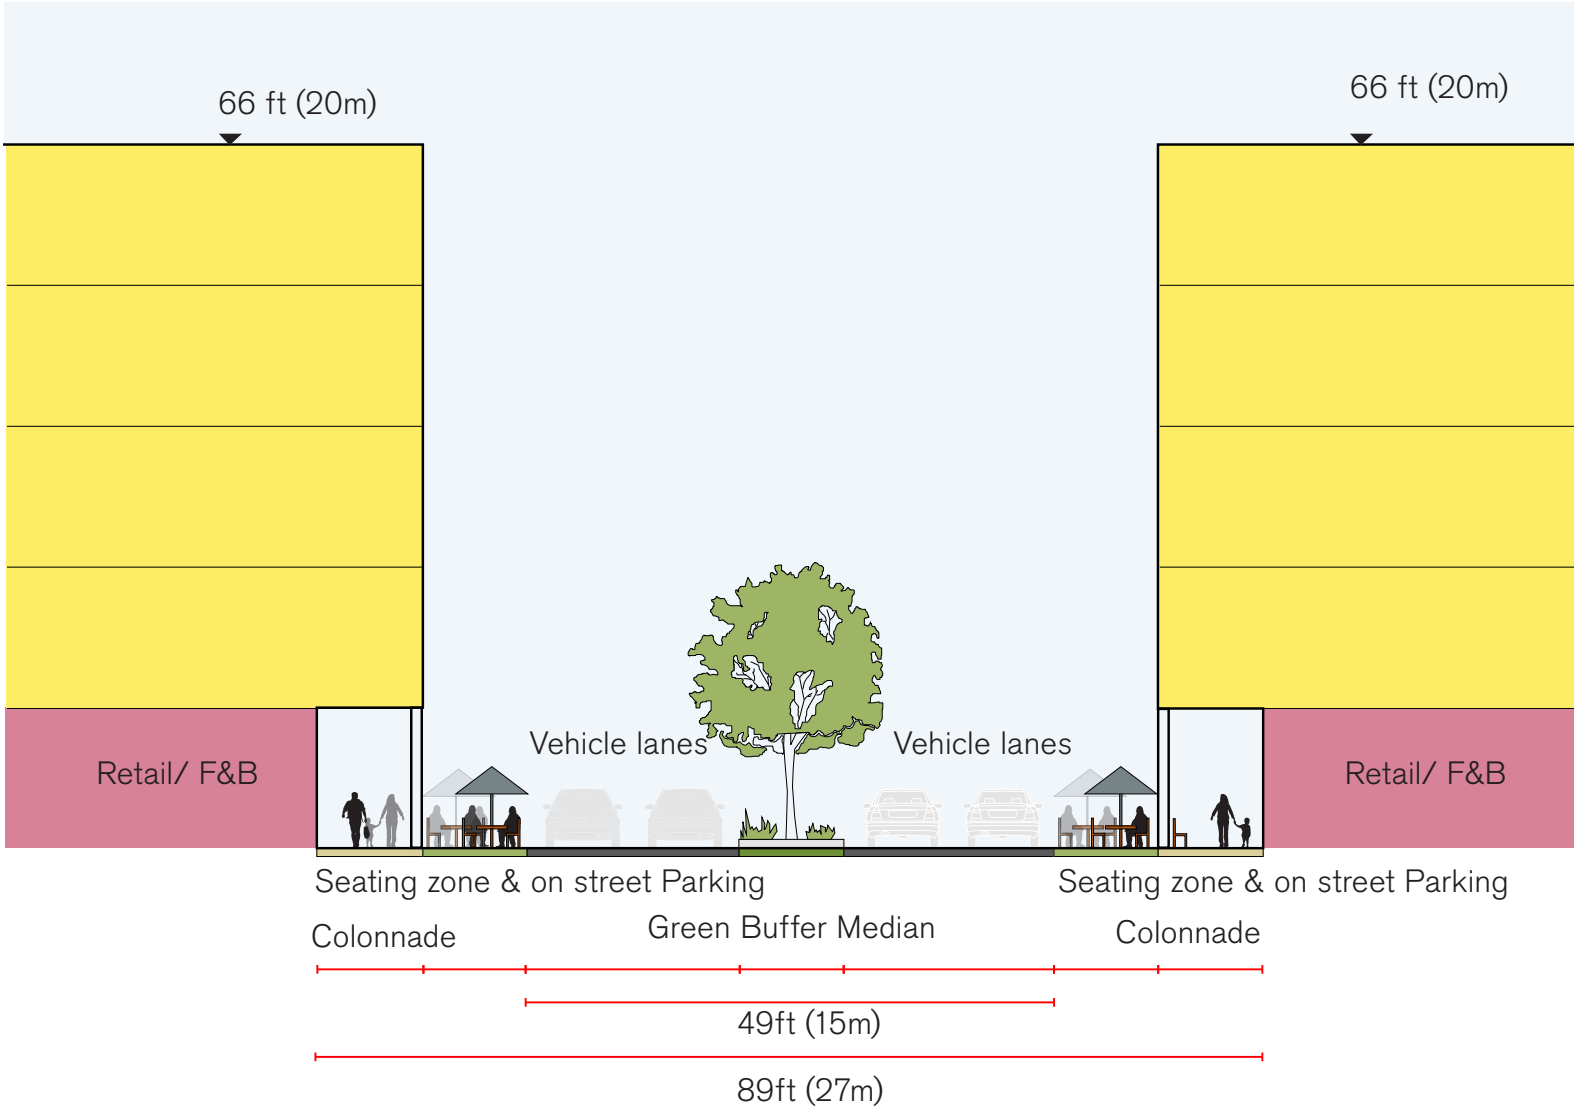 66 ft (20m)
66 ft (20m)
Vehicle lanes
Vehicle lanes
Retail/ F&B
Retail/ F&B
Seating zone & on street Parking
Seating zone & on street Parking
Colonnade
Green Buffer Median
Colonnade
49ft (15m)
89ft (27m)